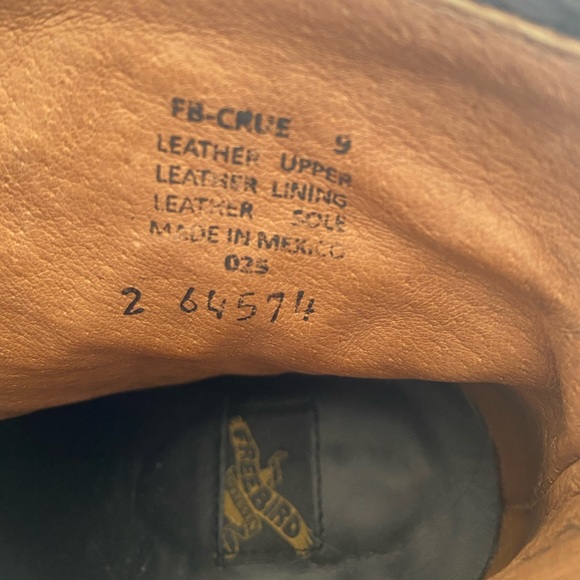 FB-CRUE 9
LEATHER UPPER
LEATHER LINING
LEATHER SOLE
MADE IN MEXICO
025
2 64574
FREEBIRD